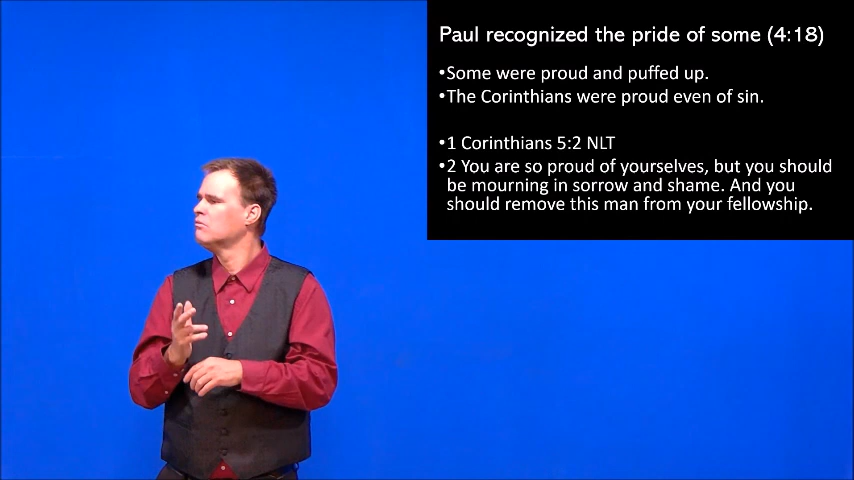 Paul recognized the pride of some (4:18)
•Some were proud and puffed up.
•The Corinthians were proud even of sin.
•1 Corinthians 5:2 NLT
•2 You are so proud of yourselves, but you should
be mourning in sorrow and shame. And you
should remove this man from your fellowship.